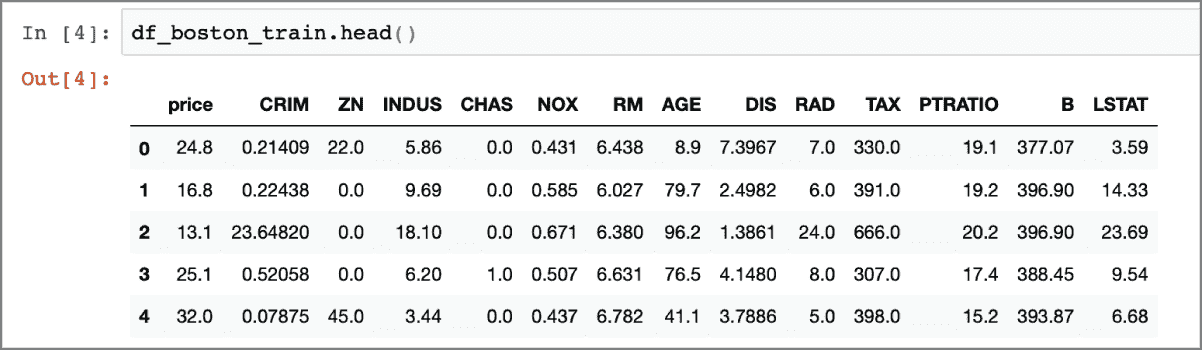 In [4]: df_boston_train.head()
Out[4]:
price CRIM ZN INDUS CHAS NOX RM AGE DIS RAD TAX PTRATIO B LSTAT
0 24.8 0.21409 22.0 5.86 0.0 0.431 6.438 8.9 7.3967 7.0 330.0 19.1 377.07 3.59
1 16.8 0.22438 0.0 9.69 0.0 0.585 6.027 79.7 2.4982 6.0 391.0 19.2 396.90 14.33
2 13.1 23.64820 0.0 18.10 0.0 0.671 6.380 96.2 1.3861 24.0 666.0 20.2 396.90 23.69
3 25.1 0.52058 0.0 6.20 1.0 0.507 6.631 76.5 4.1480 8.0 307.0 17.4 388.45 9.54
4 32.0 0.07875 45.0 3.44 0.0 0.437 6.782 41.1 3.7886 5.0 398.0 15.2 393.87 6.68